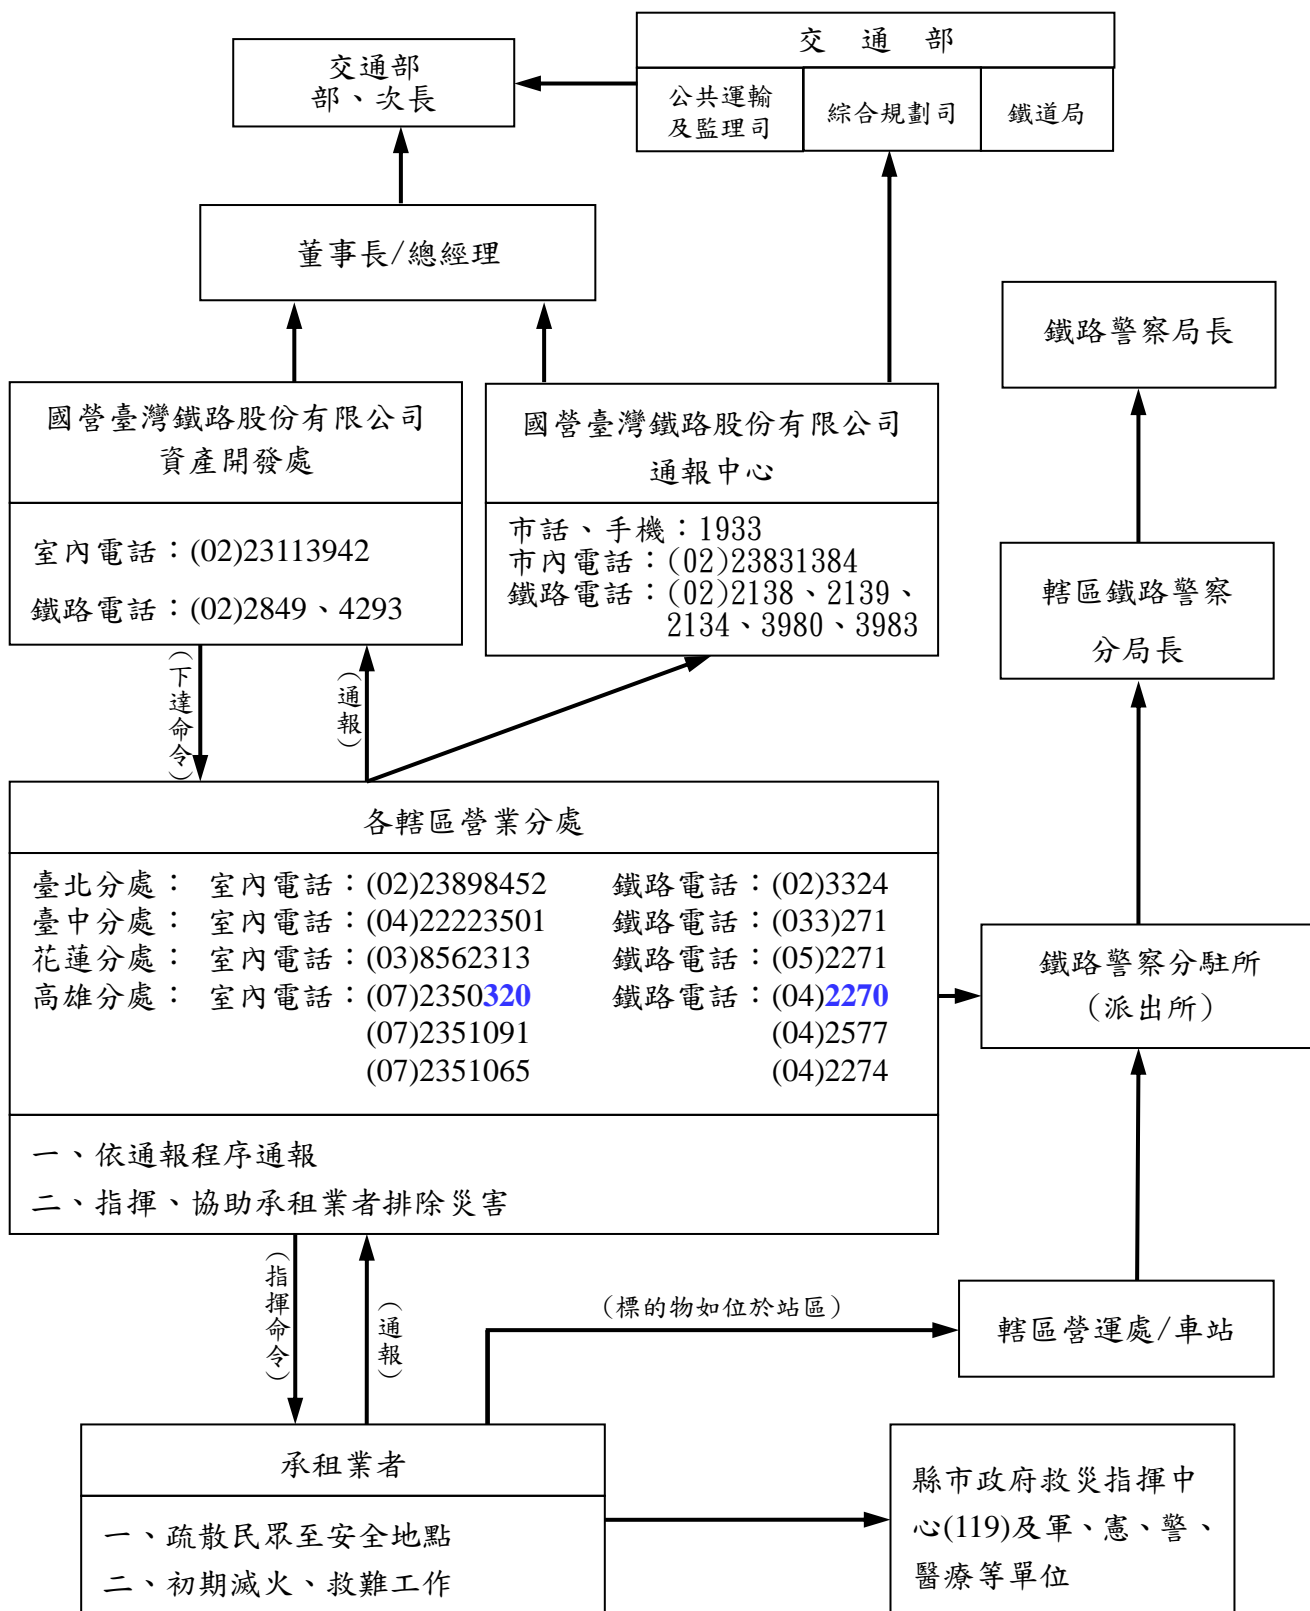 交通部
公共運輸
及監理司
綜合規劃司
鐵道局
交通部
部、次長
董事長/總經理
鐵路警察局長
國營臺灣鐵路股份有限公司
資產開發處
室內電話：(02)23113942
鐵路電話：(02)2849、4293
國營臺灣鐵路股份有限公司
通報中心
市話、手機：1933
市內電話：(02)23831384
鐵路電話：(02)2138、2139、
2134、3980、3983
轄區鐵路警察
分局長
(下達命令)
(通報)
各轄區營業分處
臺北分處： 室內電話：(02)23898452 鐵路電話：(02)3324
臺中分處： 室內電話：(04)22223501 鐵路電話：(033)271
花蓮分處： 室內電話：(03)8562313 鐵路電話：(05)2271
高雄分處： 室內電話：(07)2350320 鐵路電話：(04)2270
(07)2351091 (04)2577
(07)2351065 (04)2274
一、依通報程序通報
二、指揮、協助承租業者排除災害
鐵路警察分駐所
（派出所）
(指揮命令)
(通報)
（標的物如位於站區）
轄區營運處/車站
承租業者
一、疏散民眾至安全地點
二、初期滅火、救難工作
縣市政府救災指揮中
心(119)及軍、憲、警、
醫療等單位